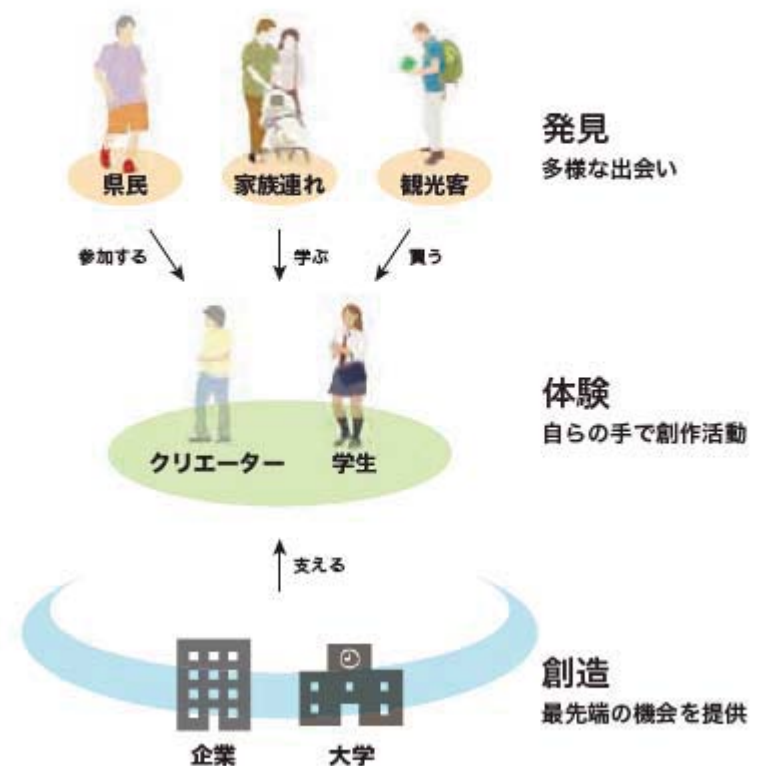 県民
家族連れ
観光客
発見
多様な出会い
参加する
学ぶ
買う
クリエーター
学生
体験
自らの手で創作活動
支える
企業
大学
創造
最先端の機会を提供